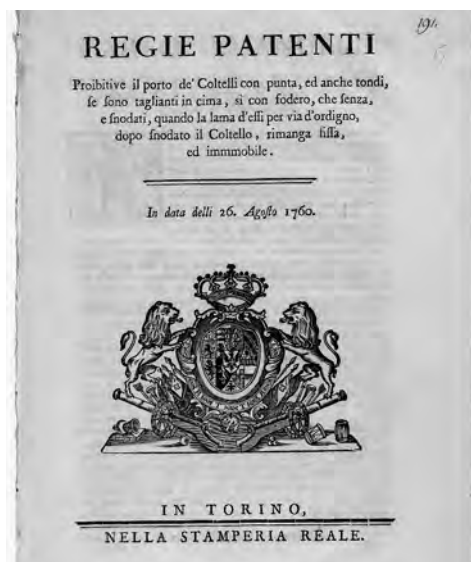 191.
REGIE PATENTI
Proibitive il porto de' Coltelli con punta, ed anche tondi,
se sono taglianti in cima, sì con fodero, che senza,
e snodati, quando la lama d'essi per via d'ordigno,
dopo snodato il Coltello, rimanga fissa,
ed immmobile.
In data delli 26. Agosto 1760.
IN TORINO,
NELLA STAMPERIA REALE.